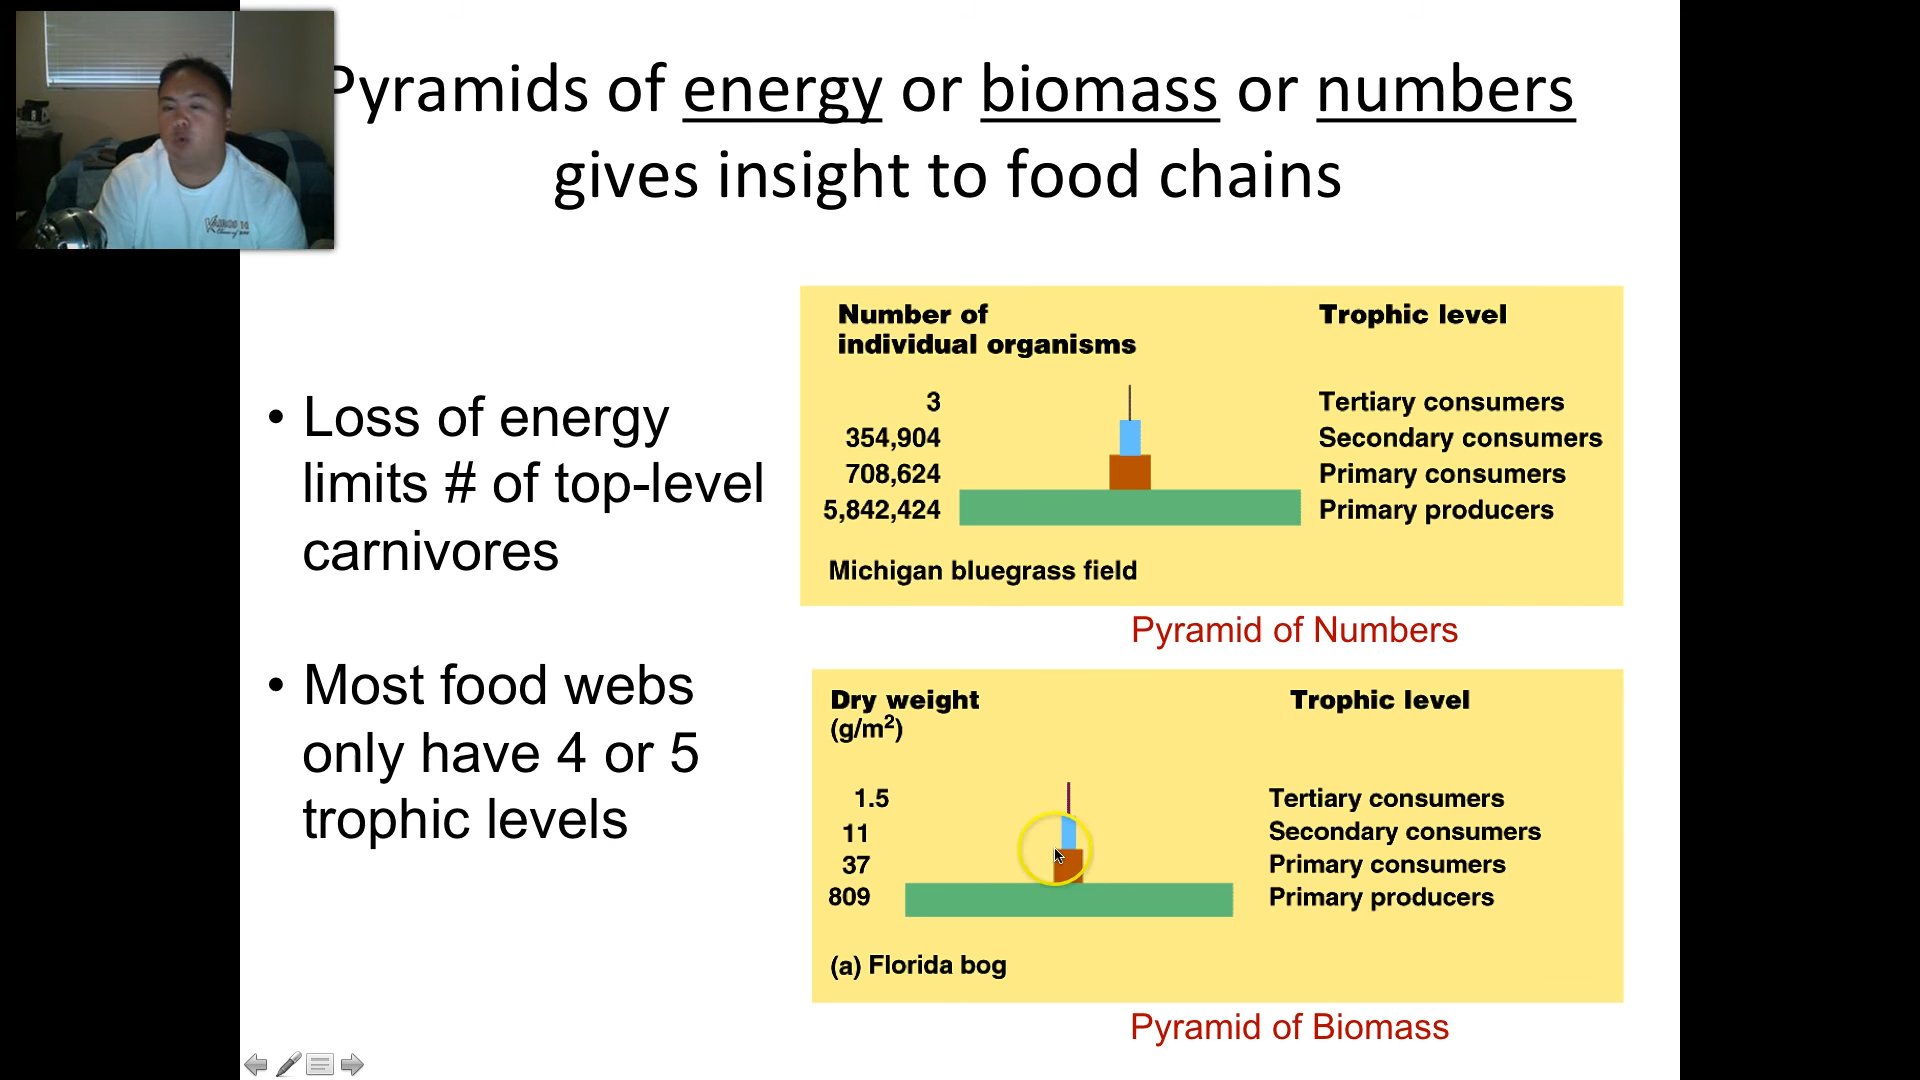 Pyramids of energy or biomass or numbers
gives insight to food chains
• Loss of energy
limits # of top-level
carnivores
• Most food webs
only have 4 or 5
trophic levels
Number of
individual organisms
Trophic level
3 Tertiary consumers
354,904 Secondary consumers
708,624 Primary consumers
5,842,424 Primary producers
Michigan bluegrass field
Pyramid of Numbers
Dry weight
(g/m²)
Trophic level
1.5 Tertiary consumers
11 Secondary consumers
37 Primary consumers
809 Primary producers
(a) Florida bog
Pyramid of Biomass